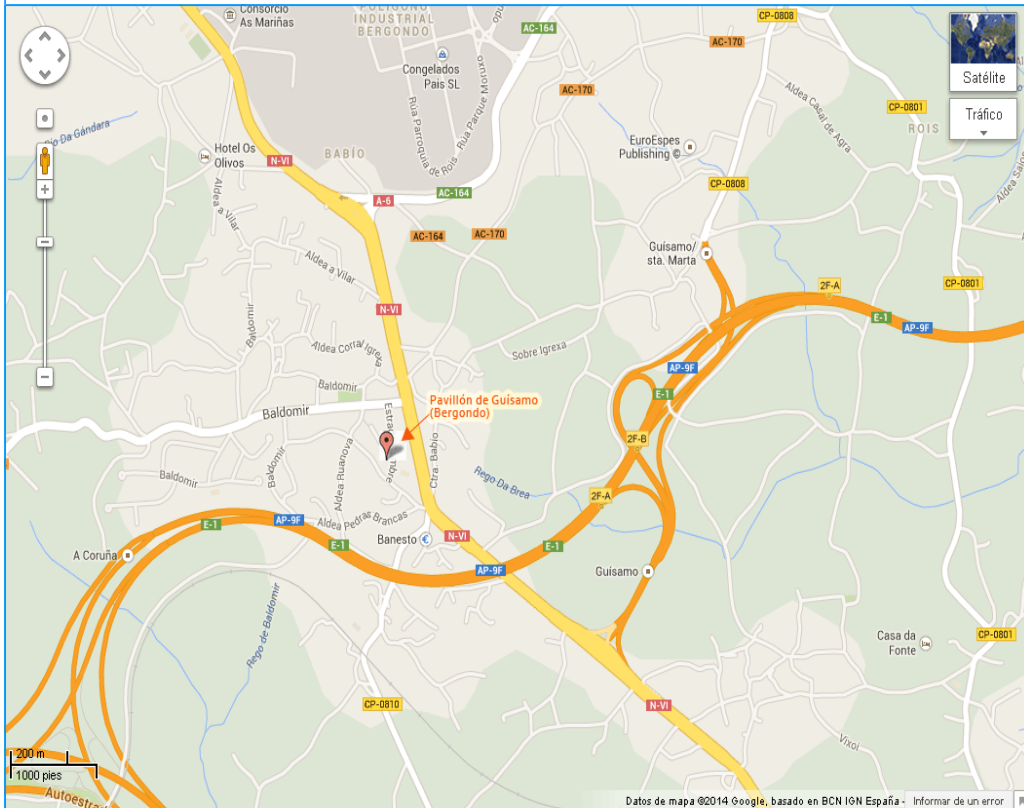 Consorcio
As Mariñas
POLÍGONO
INDUSTRIAL
BERGONDO
CP-0808
Satélite
AC-164
AC-170
Congelados
Pais SL
Tráfico
AC-170
Rúa Parroquia de Rois
Rúa Parque Monuxo
Aldea Casal de Agra
CP-0801
ROIS
Río Da Gándara
Hotel Os
Olivos
N-VI
BABÍO
EuroEspes
Publishing ©
Aldea a Vilar
A-6
AC-164
CP-0808
AC-164
AC-170
Guísamo/
sta. Marta
Aldea a Vilar
2F-A
CP-0801
N-VI
E-1
AP-9F
Baldomir
Aldea Corral Igrexa
Sobre Igrexa
AP-9F
Baldomir
E-1
Baldomir
Pavillón de Guísamo
(Bergondo)
2F-B
Aldea Ruanova
Ctra. Babio
Baldomir
Baldomir
Rego Da Brea
2F-A
E-1
AP-9F
Aldea Pedras Brancas
E-1
Banesto
€
N-VI
E-1
A Coruña
AP-9F
Guísamo
Rego de Baldomir
Casa da
Fonte
CP-0801
CP-0810
N-VI
Vixoi
200 m
1000 pies
Datos de mapa ©2014 Google, basado en BCN IGN España -
Informar de un error